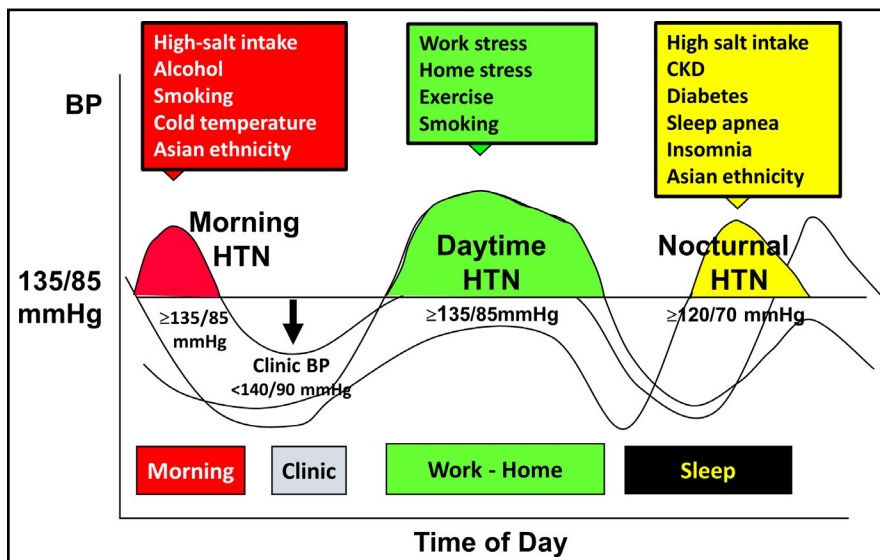 High-salt intake
Alcohol
Smoking
Cold temperature
Asian ethnicity
Work stress
Home stress
Exercise
Smoking
High salt intake
CKD
Diabetes
Sleep apnea
Insomnia
Asian ethnicity
BP
135/85
mmHg
Morning
HTN
≥135/85
mmHg
Clinic BP
<140/90 mmHg
Daytime
HTN
≥135/85mmHg
Nocturnal
HTN
≥120/70 mmHg
Morning
Clinic
Work - Home
Sleep
Time of Day